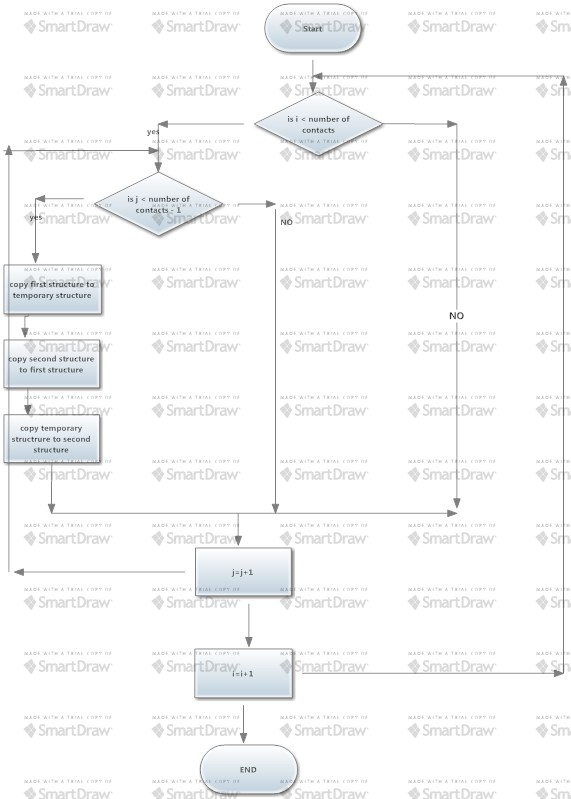 Start
is i < number of
contacts
yes
is j < number of
contacts - 1
yes
NO
copy first structure to
temporary structure
NO
copy second structure
to first structure
copy temporary
structrure to second
structure
j=j+1
i=i+1
END
MADE WITH A TRIAL COPY OF
SmartDraw